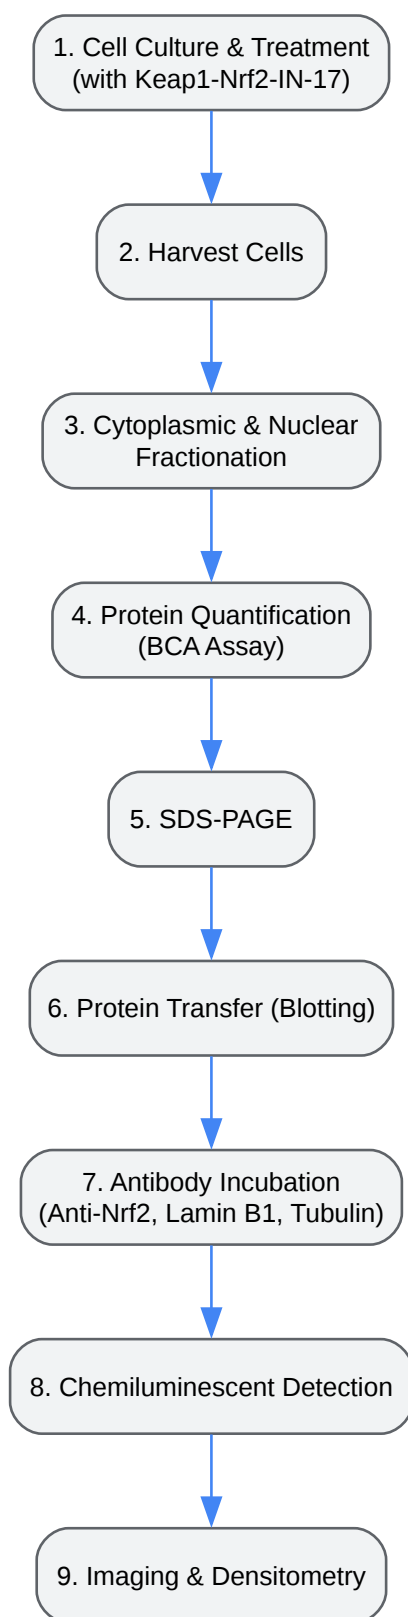 1. Cell Culture & Treatment
(with Keap1-Nrf2-IN-17)
2. Harvest Cells
3. Cytoplasmic & Nuclear
Fractionation
4. Protein Quantification
(BCA Assay)
5. SDS-PAGE
6. Protein Transfer (Blotting)
7. Antibody Incubation
(Anti-Nrf2, Lamin B1, Tubulin)
8. Chemiluminescent Detection
9. Imaging & Densitometry